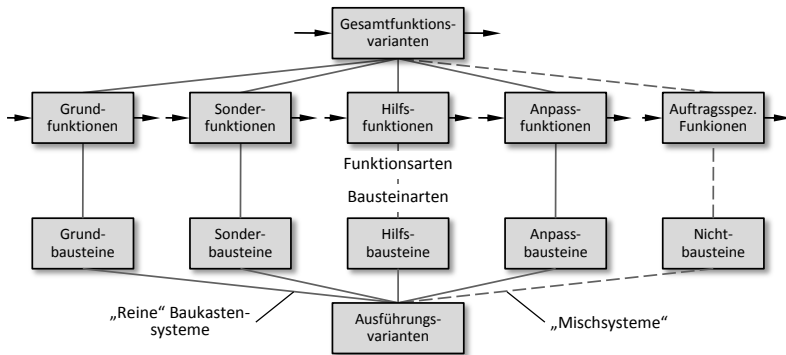 Gesamtfunktions-
varianten
Grund-
funktionen
Sonder-
funktionen
Hilfs-
funktionen
Anpass-
funktionen
Auftragsspez.
Funkionen
Funktionsarten
Bausteinarten
Grund-
bausteine
Sonder-
bausteine
Hilfs-
bausteine
Anpass-
bausteine
Nicht-
bausteine
„Reine“ Baukasten-
systeme
Ausführungs-
varianten
„Mischsysteme“